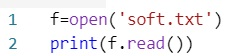 1 f=open('soft.txt')
2 print(f.read())